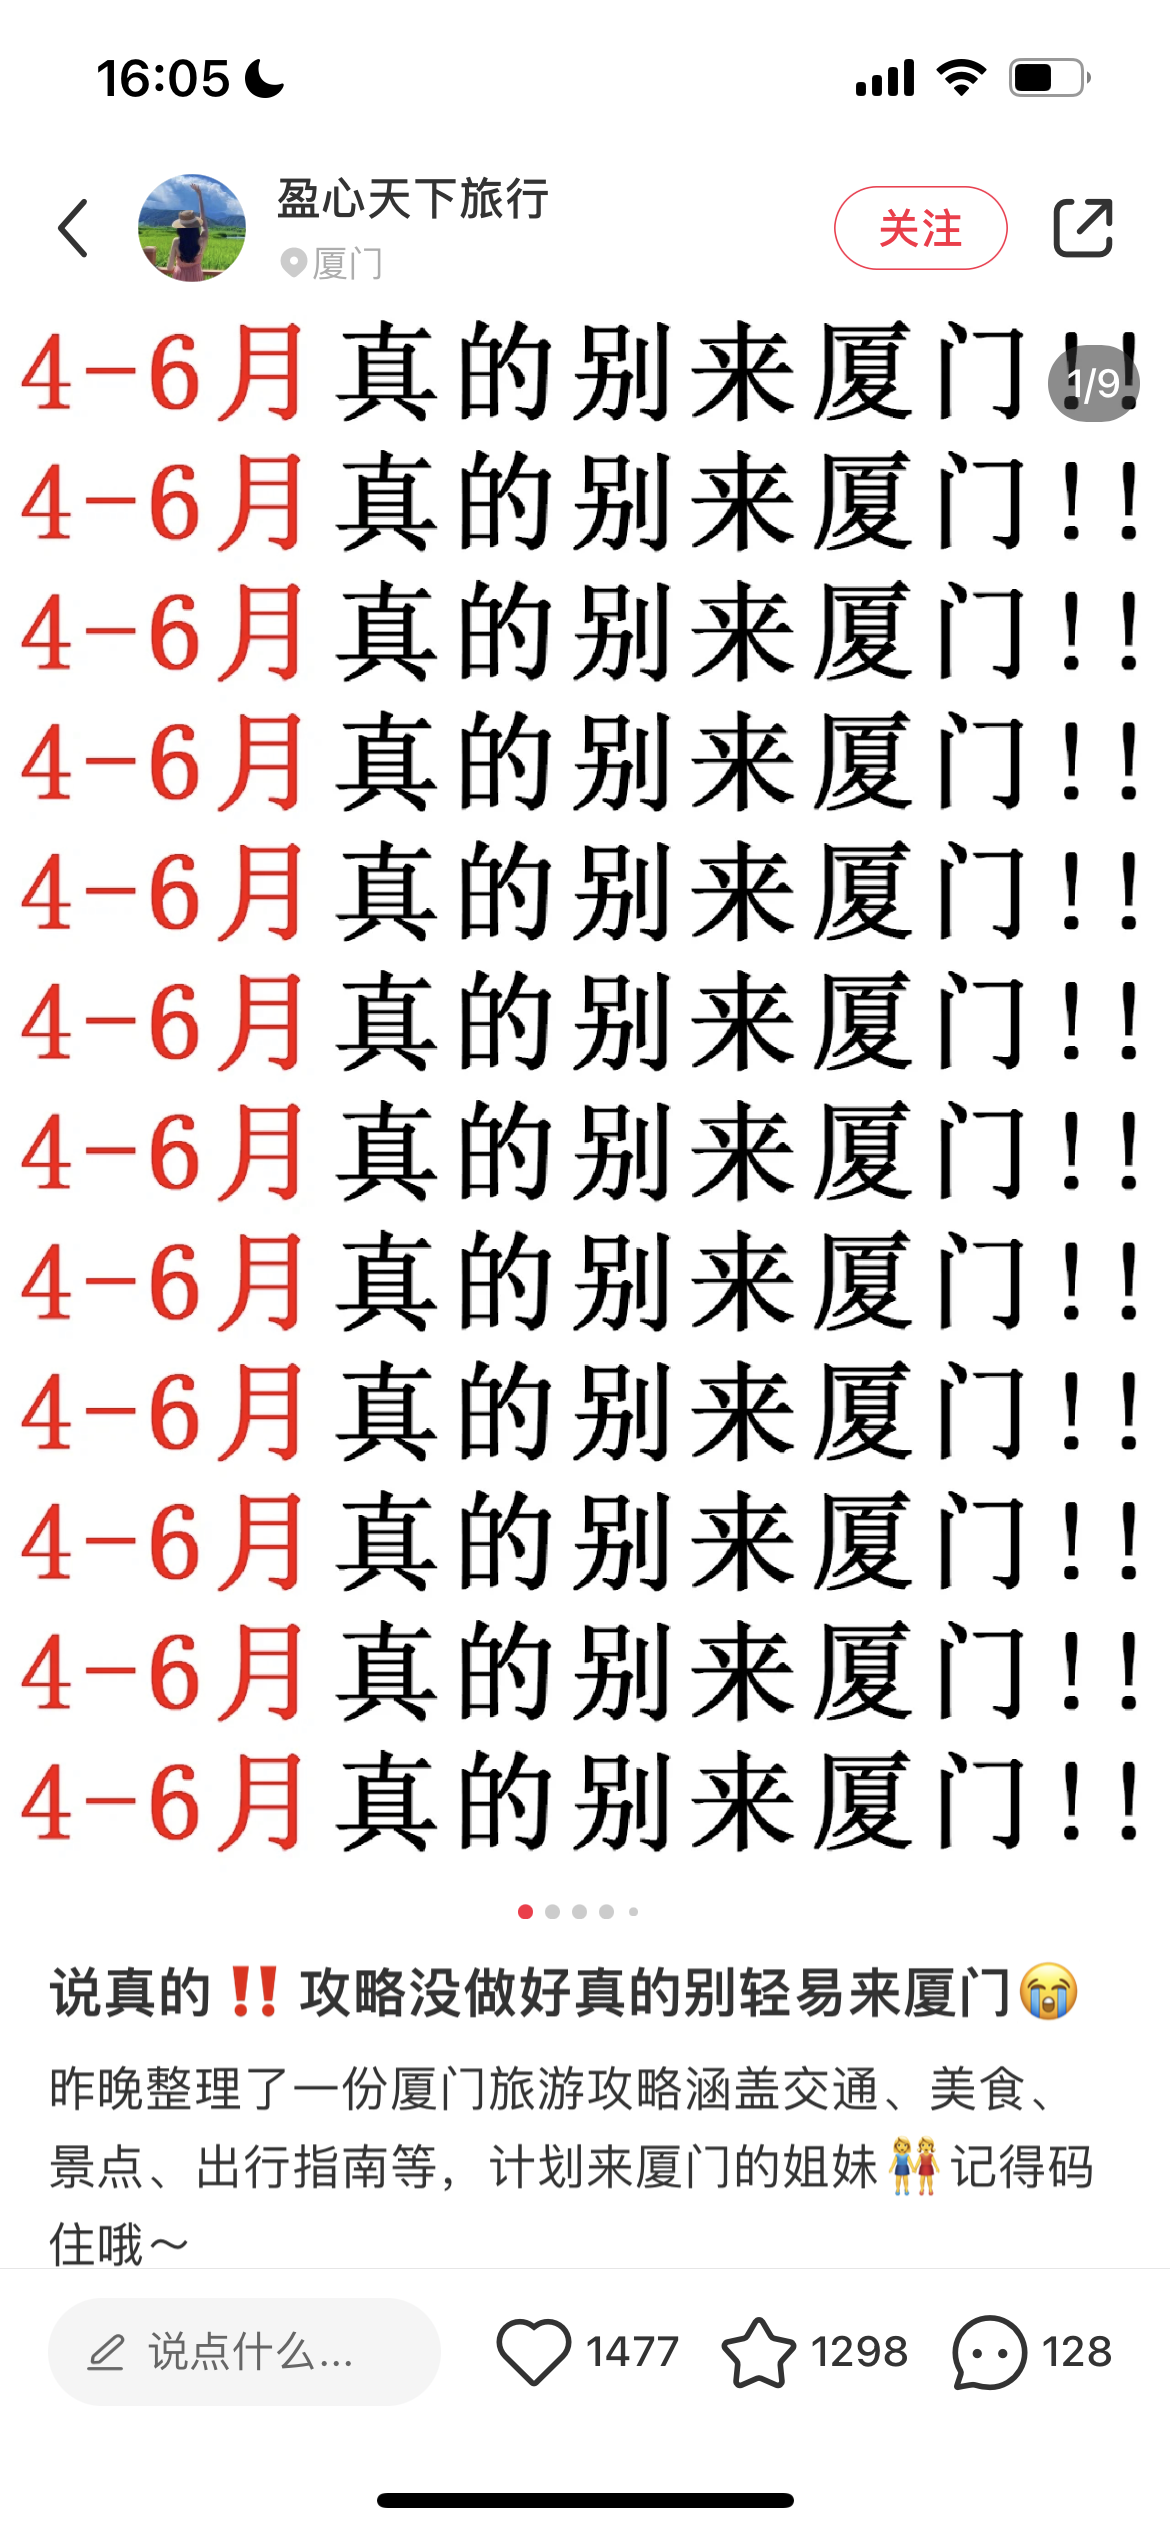 16:05
盈心天下旅行
关注
厦门
4-6月真的别来厦门!!
1/9
4-6月真的别来厦门!!
4-6月真的别来厦门!!
4-6月真的别来厦门!!
4-6月真的别来厦门!!
4-6月真的别来厦门!!
4-6月真的别来厦门!!
4-6月真的别来厦门!!
4-6月真的别来厦门!!
4-6月真的别来厦门!!
4-6月真的别来厦门!!
4-6月真的别来厦门!!
说真的‼️攻略没做好真的别轻易来厦门😭
昨晚整理了一份厦门旅游攻略涵盖交通、美食、
景点、出行指南等，计划来厦门的姐妹👭记得码
住哦～
说点什么...
1477
1298
128